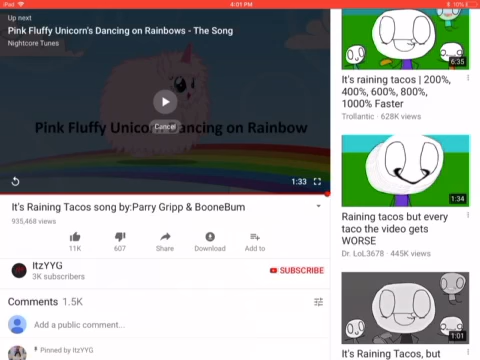 iPad
4:01 PM
10%
Up next
Pink Fluffy Unicorn's Dancing on Rainbows - The Song
Nightcore Tunes
Cancel
Pink Fluffy Unico ancing on Rainbow
1:33
It's Raining Tacos song by:Parry Gripp & BooneBum
935,468 views
11K
607
Share
Download
Add to
ItzYYG
3K subscribers
SUBSCRIBE
Comments 1.5K
Add a public comment...
Pinned by ItzYYG
6:35
It's raining tacos | 200%,
400%, 600%, 800%,
1000% Faster
Trollantic · 628K views
1:34
Raining tacos but every
taco the video gets
WORSE
Dr. LoL3678 · 445K views
1:01
It's Raining Tacos, but